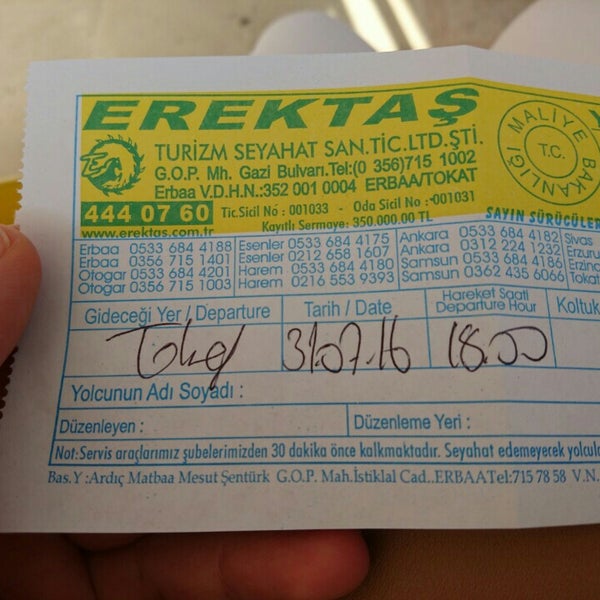 EREKTAŞ
TURİZM SEYAHAT SAN.TİC.LTD.ŞTİ.
G.O.P. Mh. Gazi Bulvarı.Tel:(0 356)715 1002
Erbaa V.D.H.N.:352 001 0004 ERBAA/TOKAT
444 07 60 Tic.Sicil No : 001033 - Oda Sicil No :-001031
www.erektas.com.tr Kayıtlı Sermaye: 350.000.00 TL
MALİYE BAKANLIĞI
T.C.
SAYIN SÜRÜCÜLER
Erbaa 0533 684 4188 Esenler 0533 684 4175 Ankara 0533 684 4182 Sivas
Erbaa 0356 715 1401 Esenler 0212 658 1607 Ankara 0312 224 1232 Erzuru
Otogar 0533 684 4201 Harem 0533 684 4180 Samsun 0533 684 4186 Erzinc
Otogar 0356 715 1003 Harem 0216 553 9393 Samsun 0362 435 6066 Tokat
Gideceği Yer / Departure Tarih / Date Hareket Saati Departure Hour Koltuk
Tokat 31.07.16 18.00
Yolcunun Adı Soyadı :
Düzenleyen : Düzenleme Yeri :
Not:Servis araçlarımız şubelerimizden 30 dakika önce kalkmaktadır. Seyahat edemeyerek yolcula
Bas.Y :Ardıç Matbaa Mesut Şentürk G.O.P. Mah.İstiklal Cad..ERBAATel:715 78 58 V.N.